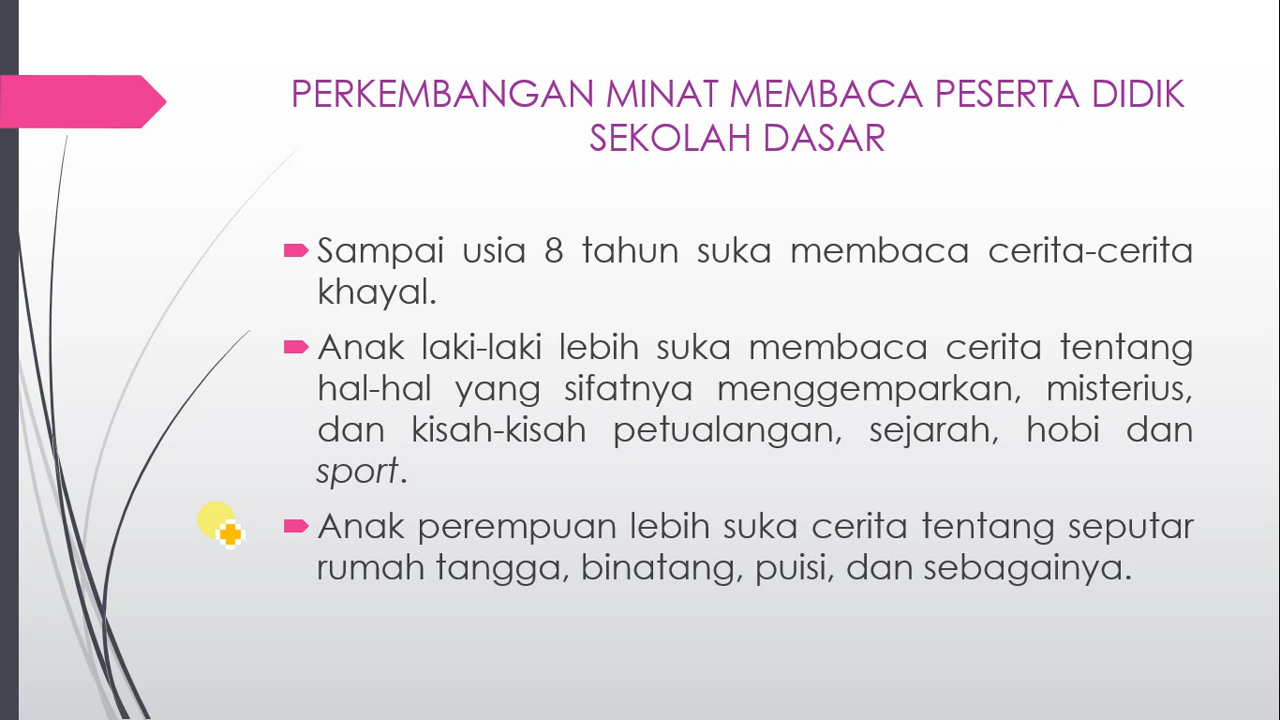 PERKEMBANGAN MINAT MEMBACA PESERTA DIDIK
SEKOLAH DASAR
Sampai usia 8 tahun suka membaca cerita-cerita
khayal.
Anak laki-laki lebih suka membaca cerita tentang
hal-hal yang sifatnya menggemparkan, misterius,
dan kisah-kisah petualangan, sejarah, hobi dan
sport.
Anak perempuan lebih suka cerita tentang seputar
rumah tangga, binatang, puisi, dan sebagainya.